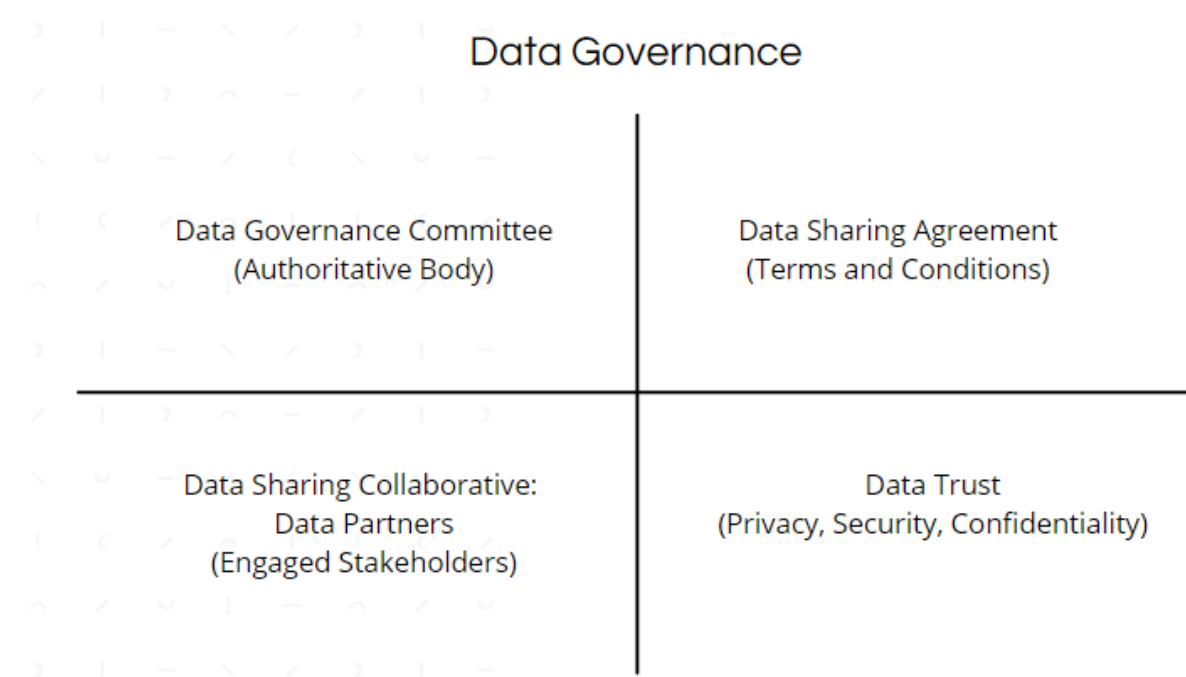 Data Governance
Data Governance Committee
(Authoritative Body)
Data Sharing Agreement
(Terms and Conditions)
Data Sharing Collaborative:
Data Partners
(Engaged Stakeholders)
Data Trust
(Privacy, Security, Confidentiality)